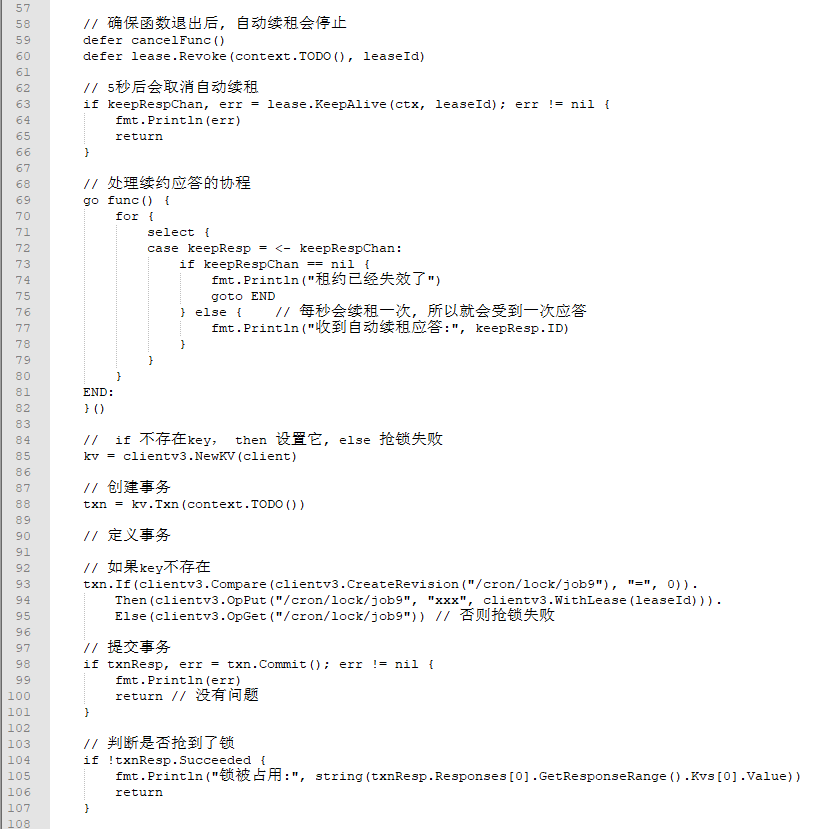 57
58 // 确保函数退出后, 自动续租会停止
59 defer cancelFunc()
60 defer lease.Revoke(context.TODO(), leaseId)
61
62 // 5秒后会取消自动续租
63 if keepRespChan, err = lease.KeepAlive(ctx, leaseId); err != nil {
64 fmt.Println(err)
65 return
66 }
67
68 // 处理续约应答的协程
69 go func() {
70 for {
71 select {
72 case keepResp = <- keepRespChan:
73 if keepRespChan == nil {
74 fmt.Println("租约已经失效了")
75 goto END
76 } else { // 每秒会续租一次, 所以就会受到一次应答
77 fmt.Println("收到自动续租应答:", keepResp.ID)
78 }
79 }
80 }
81 END:
82 }()
83
84 // if 不存在key, then 设置它, else 抢锁失败
85 kv = clientv3.NewKV(client)
86
87 // 创建事务
88 txn = kv.Txn(context.TODO())
89
90 // 定义事务
91
92 // 如果key不存在
93 txn.If(clientv3.Compare(clientv3.CreateRevision("/cron/lock/job9"), "=", 0)).
94 Then(clientv3.OpPut("/cron/lock/job9", "xxx", clientv3.WithLease(leaseId))).
95 Else(clientv3.OpGet("/cron/lock/job9")) // 否则抢锁失败
96
97 // 提交事务
98 if txnResp, err = txn.Commit(); err != nil {
99 fmt.Println(err)
100 return // 没有问题
101 }
102
103 // 判断是否抢到了锁
104 if !txnResp.Succeeded {
105 fmt.Println("锁被占用:", string(txnResp.Responses[0].GetResponseRange().Kvs[0].Value))
106 return
107 }
108